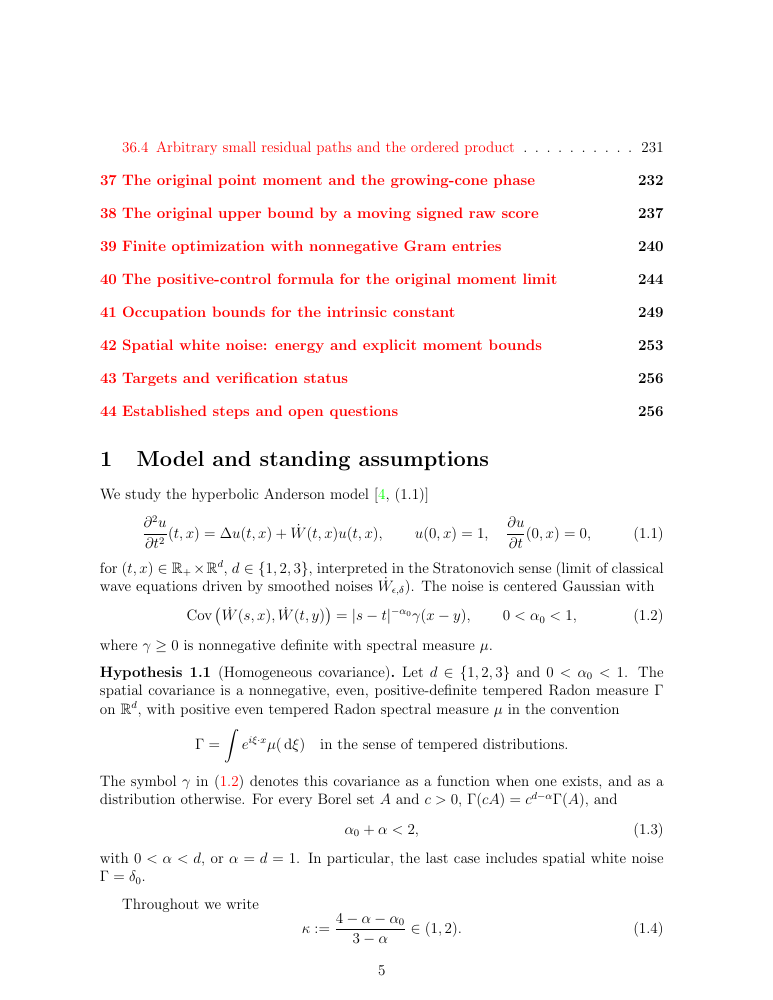 36.4 Arbitrary small residual paths and the ordered product . . . . . . . . . . 231
37 The original point moment and the growing-cone phase 232
38 The original upper bound by a moving signed raw score 237
39 Finite optimization with nonnegative Gram entries 240
40 The positive-control formula for the original moment limit 244
41 Occupation bounds for the intrinsic constant 249
42 Spatial white noise: energy and explicit moment bounds 253
43 Targets and verification status 256
44 Established steps and open questions 256
1 Model and standing assumptions
We study the hyperbolic Anderson model [4, (1.1)]
∂²u/∂t² (t, x) = Δu(t, x) + Ẇ(t, x)u(t, x), u(0, x) = 1, ∂u/∂t (0, x) = 0, (1.1)
for (t, x) ∈ ℝ₊ × ℝᵈ, d ∈ {1, 2, 3}, interpreted in the Stratonovich sense (limit of classical
wave equations driven by smoothed noises Ẇ_{ϵ,δ}). The noise is centered Gaussian with
Cov(Ẇ(s, x), Ẇ(t, y)) = |s − t|^{−α₀} γ(x − y), 0 < α₀ < 1, (1.2)
where γ ≥ 0 is nonnegative definite with spectral measure μ.
Hypothesis 1.1 (Homogeneous covariance). Let d ∈ {1, 2, 3} and 0 < α₀ < 1. The
spatial covariance is a nonnegative, even, positive-definite tempered Radon measure Γ
on ℝᵈ, with positive even tempered Radon spectral measure μ in the convention
Γ = ∫ e^{iξ·x} μ( dξ) in the sense of tempered distributions.
The symbol γ in (1.2) denotes this covariance as a function when one exists, and as a
distribution otherwise. For every Borel set A and c > 0, Γ(cA) = c^{d−α}Γ(A), and
α₀ + α < 2, (1.3)
with 0 < α < d, or α = d = 1. In particular, the last case includes spatial white noise
Γ = δ₀.
Throughout we write
κ := (4 − α − α₀)/(3 − α) ∈ (1, 2). (1.4)
5